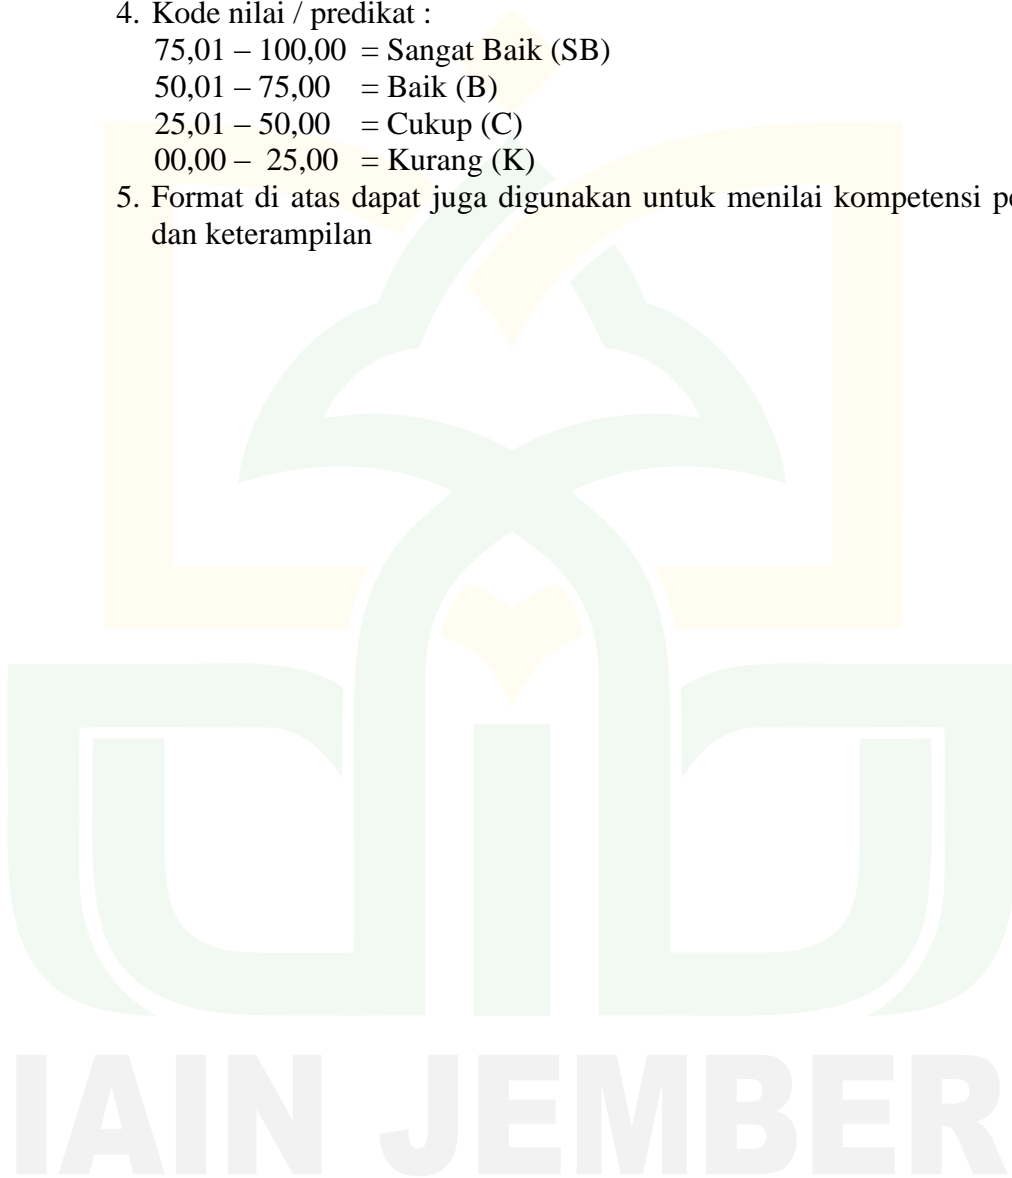 4. Kode nilai / predikat :
75,01 – 100,00 = Sangat Baik (SB)
50,01 – 75,00 = Baik (B)
25,01 – 50,00 = Cukup (C)
00,00 – 25,00 = Kurang (K)
5. Format di atas dapat juga digunakan untuk menilai kompetensi
dan keterampilan
IAIN JEMBER